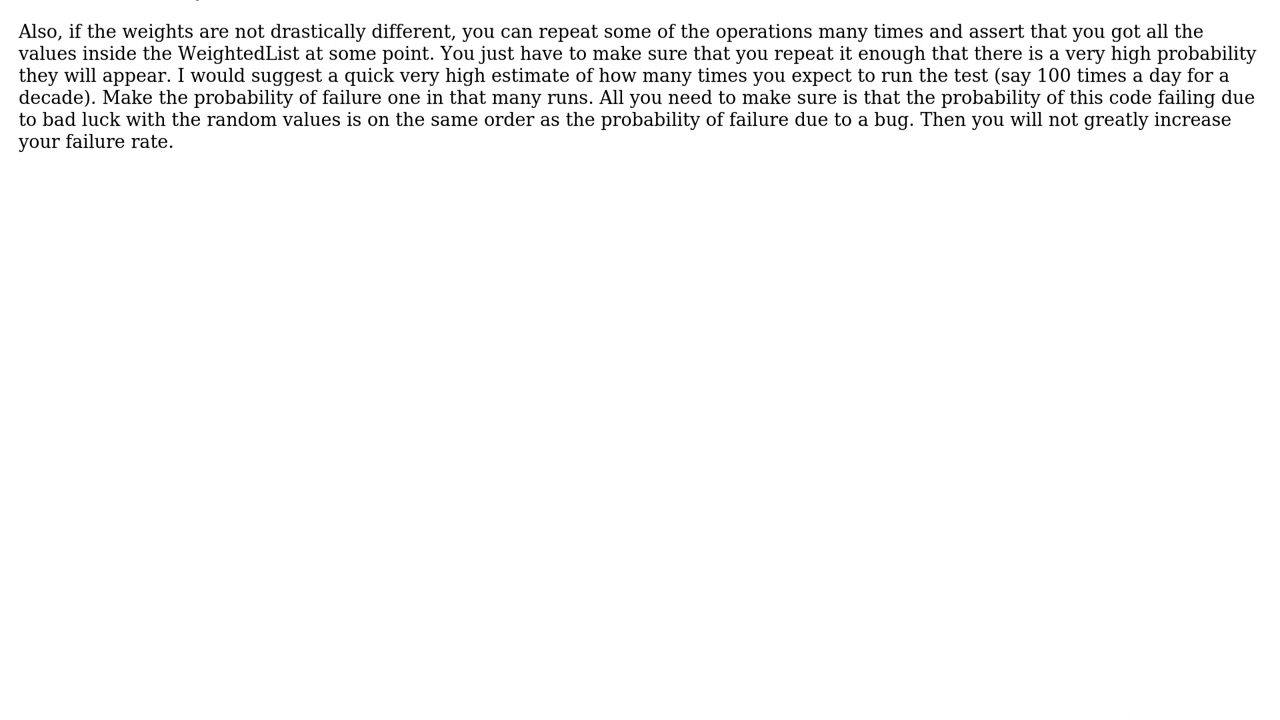 Also, if the weights are not drastically different, you can repeat some of the operations many times and assert that you got all the
values inside the WeightedList at some point. You just have to make sure that you repeat it enough that there is a very high probability
they will appear. I would suggest a quick very high estimate of how many times you expect to run the test (say 100 times a day for a
decade). Make the probability of failure one in that many runs. All you need to make sure is that the probability of this code failing due
to bad luck with the random values is on the same order as the probability of failure due to a bug. Then you will not greatly increase
your failure rate.